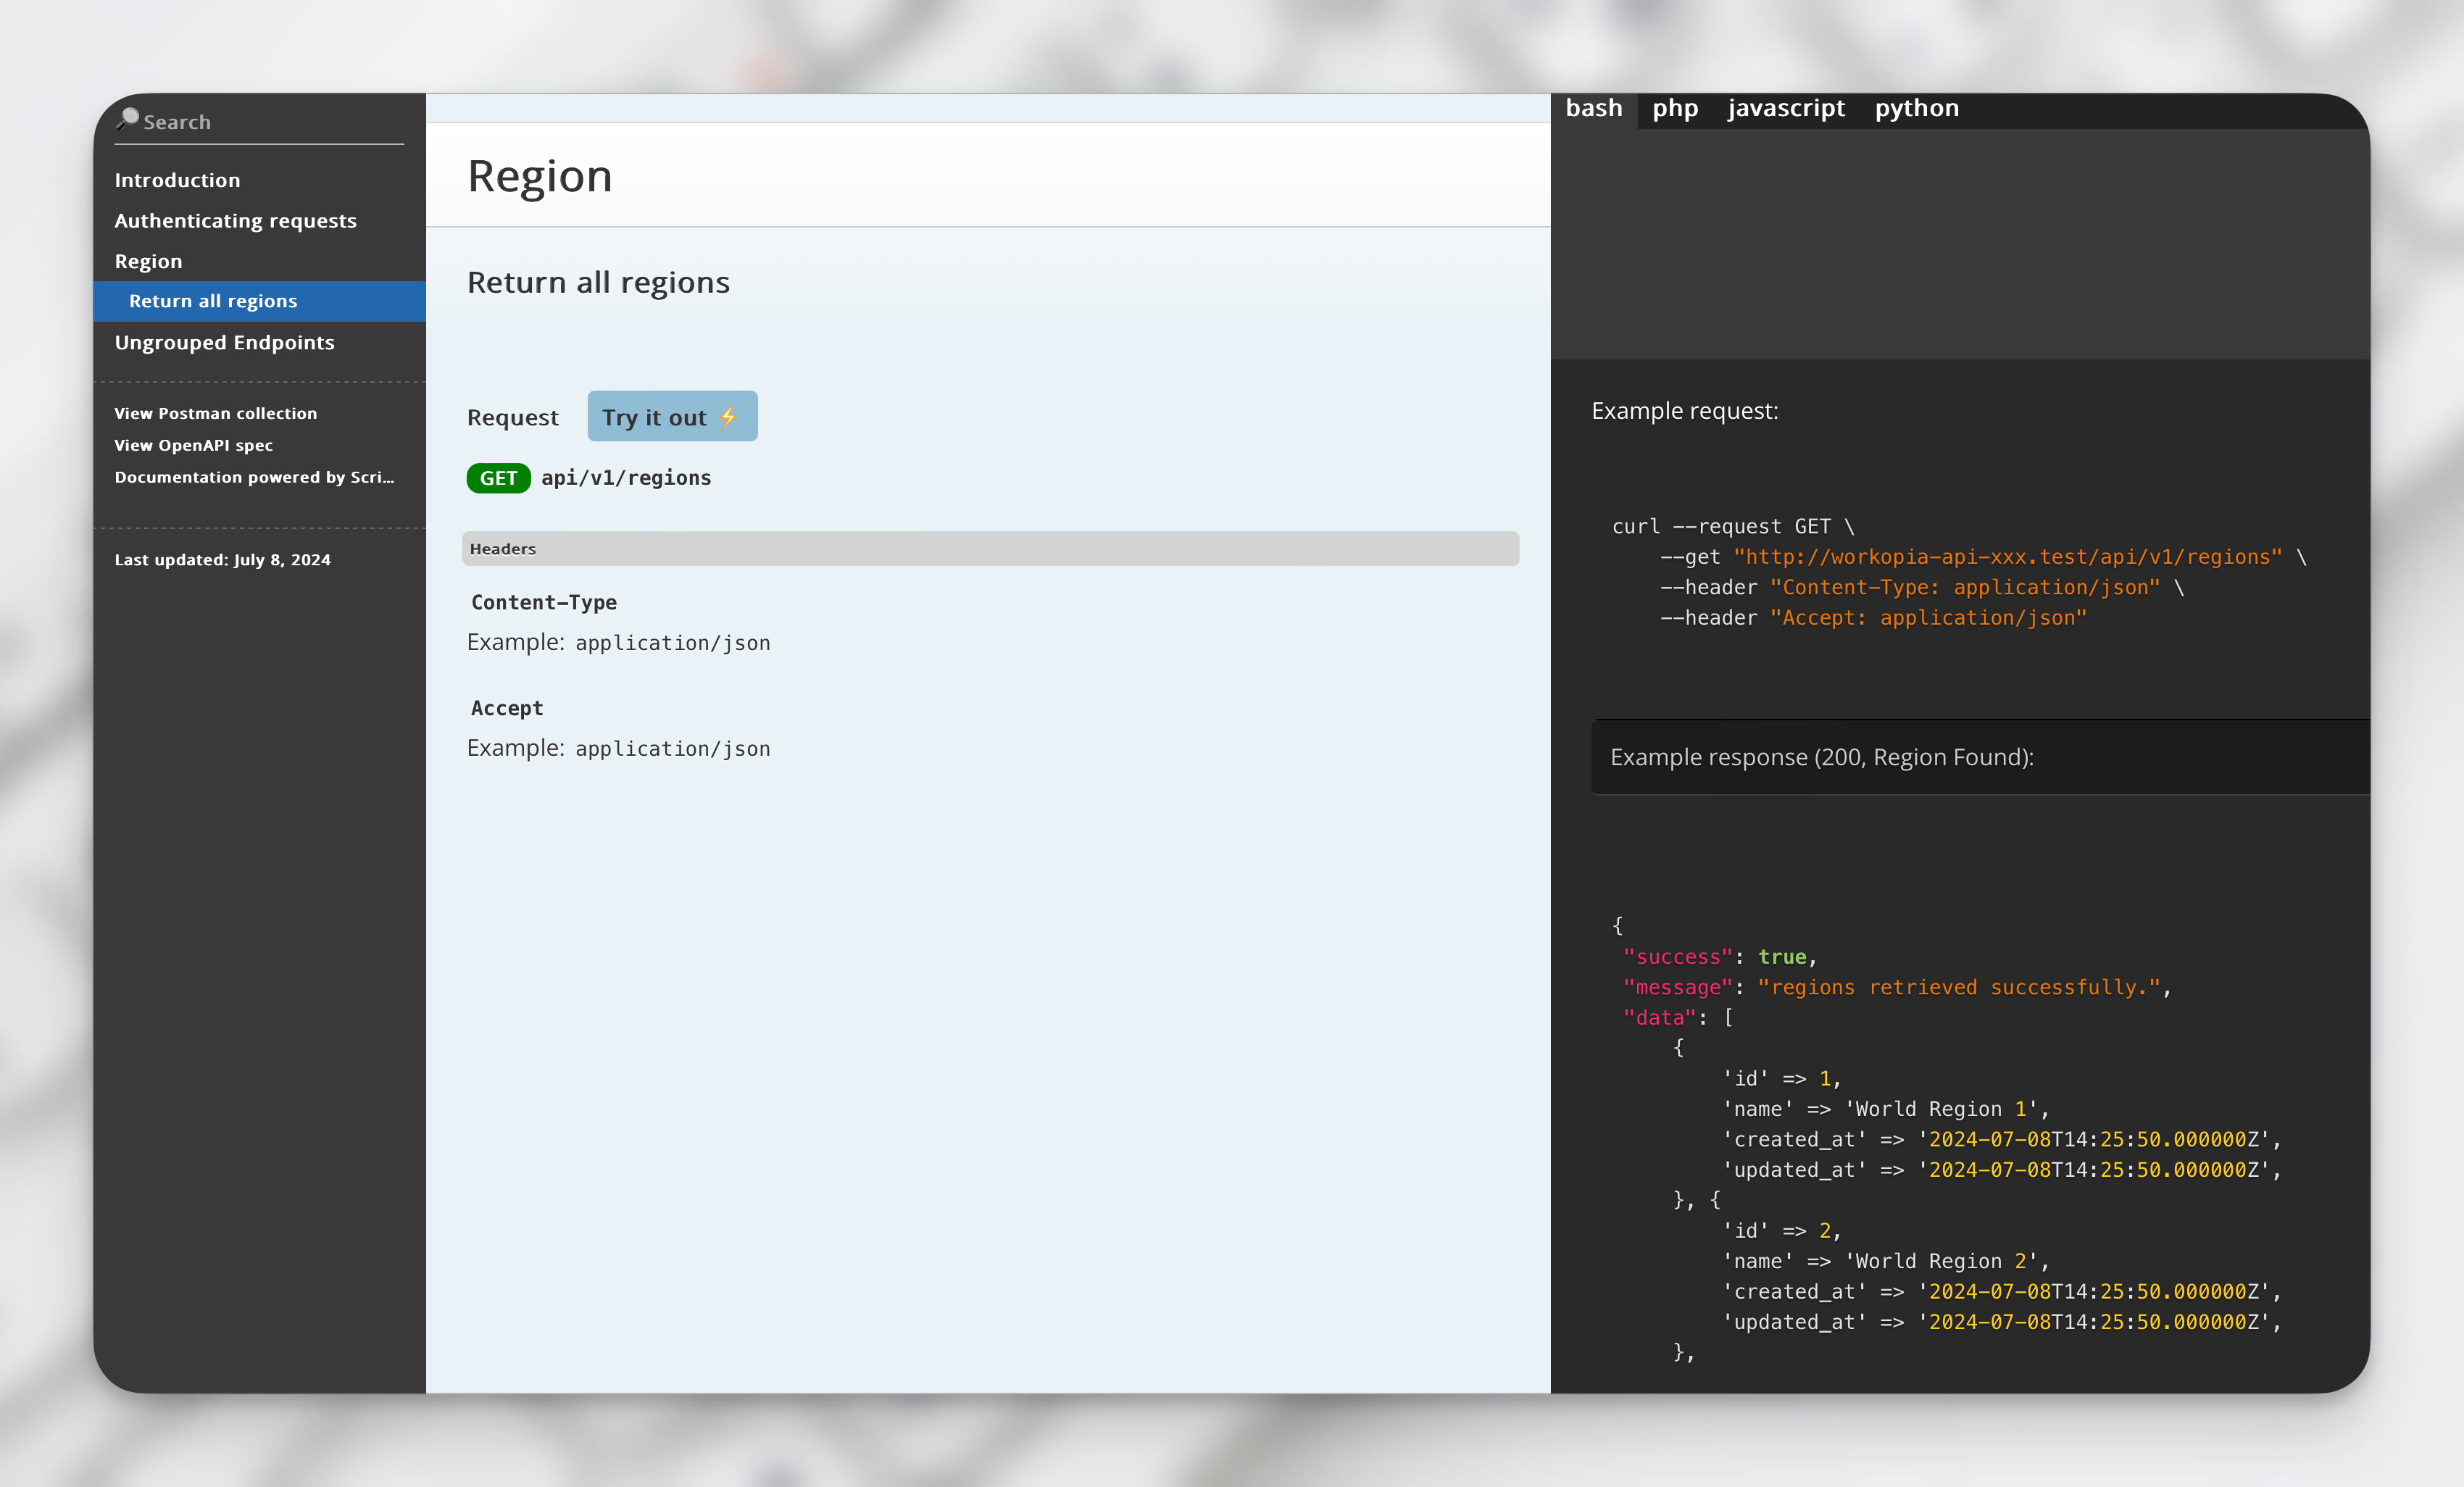 Search
Introduction
Authenticating requests
Region
Return all regions
Ungrouped Endpoints
View Postman collection
View OpenAPI spec
Documentation powered by Scri…
Last updated: July 8, 2024
Region
Return all regions
Request
Try it out ⚡
GET api/v1/regions
Headers
Content-Type
Example: application/json
Accept
Example: application/json
bash php javascript python
Example request:
curl --request GET \
    --get "http://workopia-api-xxx.test/api/v1/regions" \
    --header "Content-Type: application/json" \
    --header "Accept: application/json"
Example response (200, Region Found):
{
 "success": true,
 "message": "regions retrieved successfully.",
 "data": [
     {
         'id' => 1,
         'name' => 'World Region 1',
         'created_at' => '2024-07-08T14:25:50.000000Z',
         'updated_at' => '2024-07-08T14:25:50.000000Z',
     }, {
         'id' => 2,
         'name' => 'World Region 2',
         'created_at' => '2024-07-08T14:25:50.000000Z',
         'updated_at' => '2024-07-08T14:25:50.000000Z',
     },